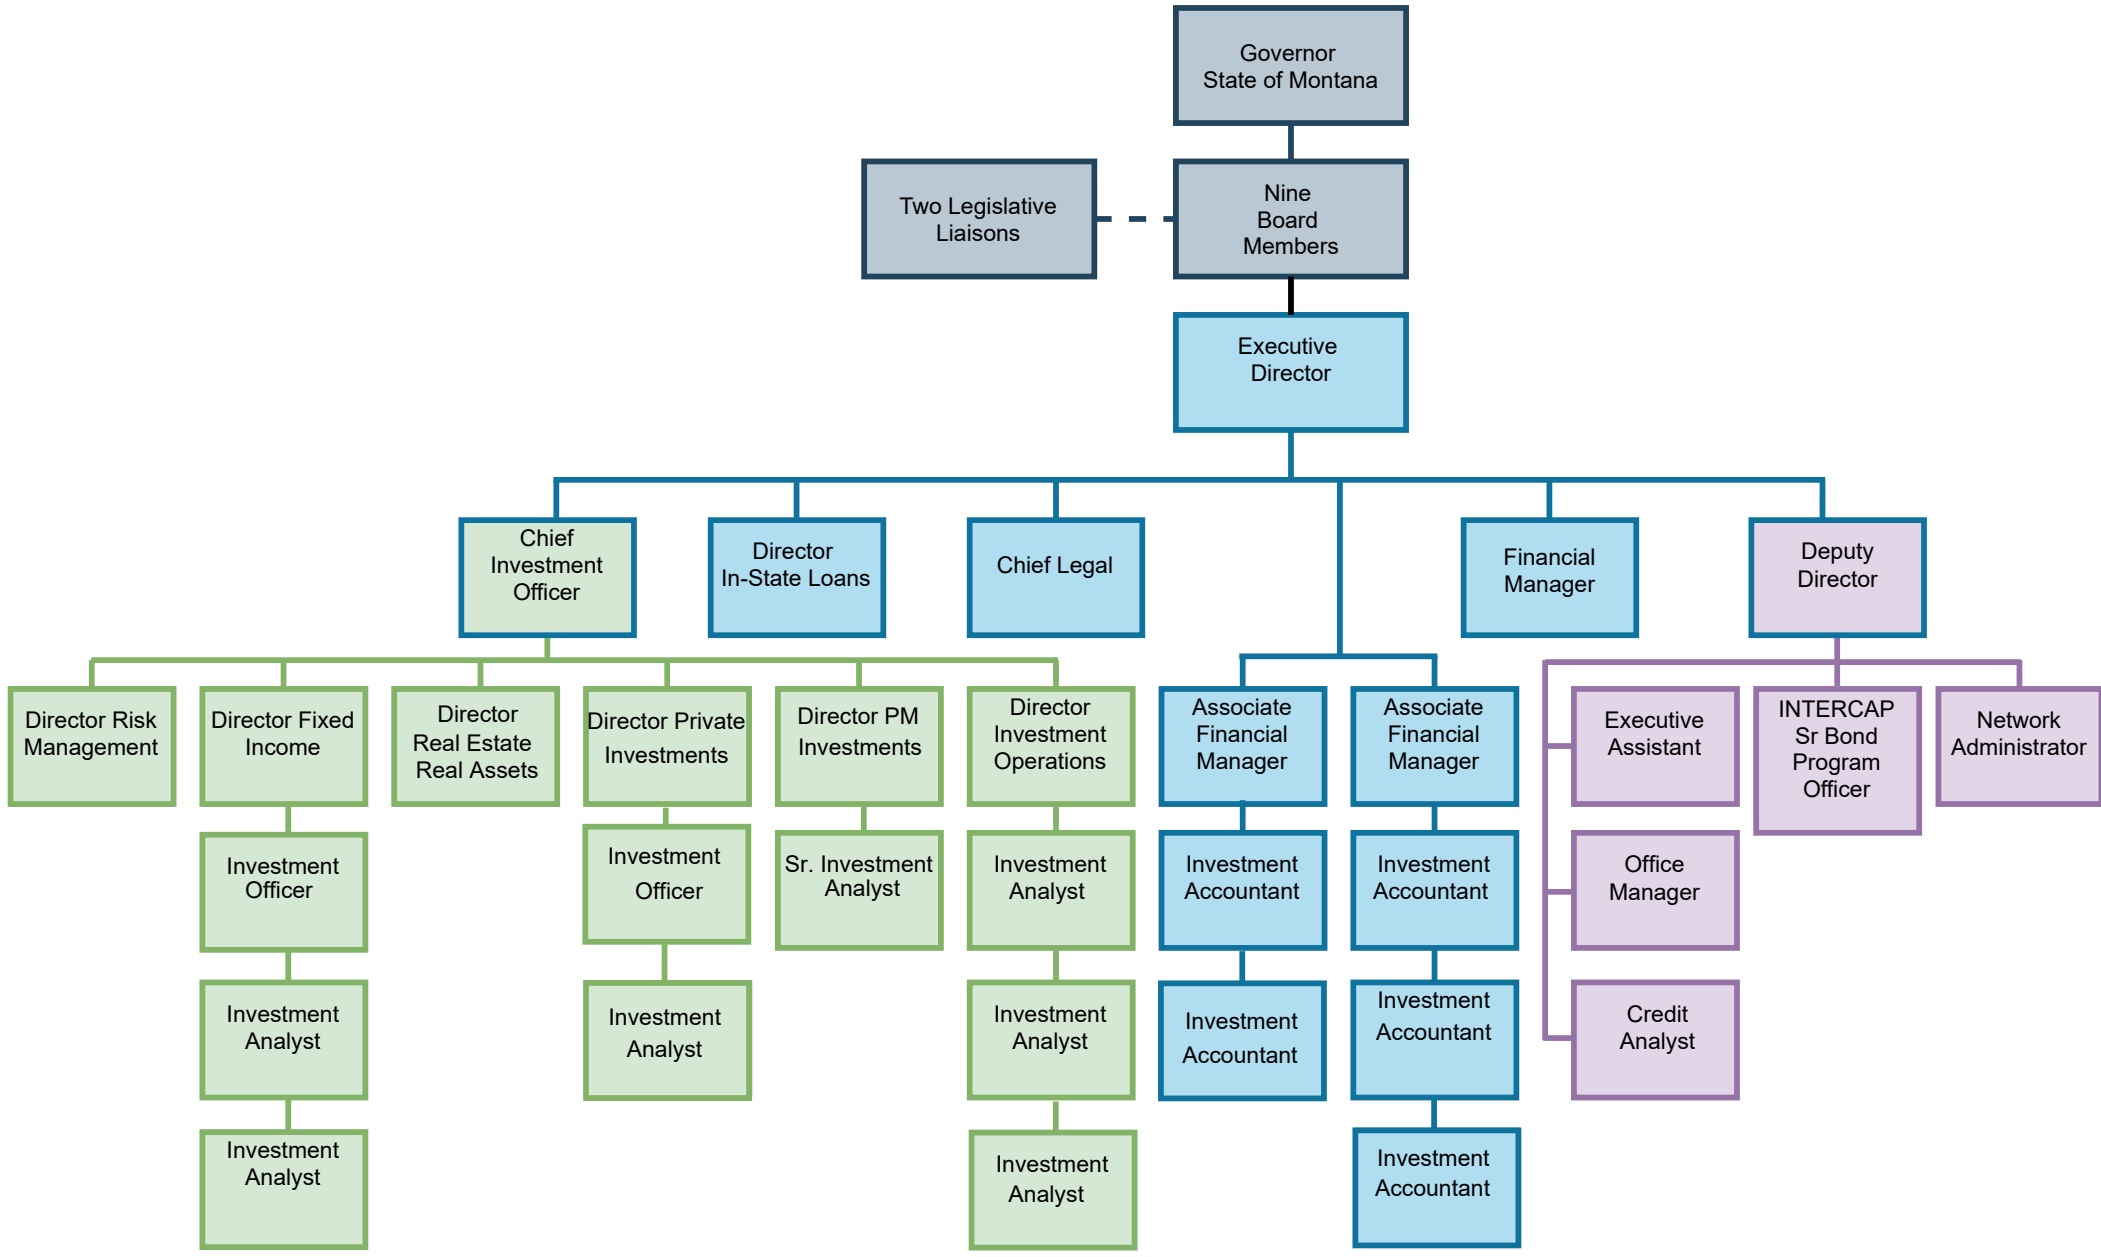 Governor
State of Montana
Two Legislative
Liaisons
Nine
Board
Members
Executive
Director
Chief
Investment
Officer
Director
In-State Loans
Chief Legal
Financial
Manager
Deputy
Director
Director Risk
Management
Director Fixed
Income
Director
Real Estate
Real Assets
Director Private
Investments
Director PM
Investments
Director
Investment
Operations
Associate
Financial
Manager
Associate
Financial
Manager
Executive
Assistant
INTERCAP
Sr Bond
Program
Officer
Network
Administrator
Investment
Officer
Investment
Officer
Sr. Investment
Analyst
Investment
Analyst
Investment
Accountant
Investment
Accountant
Office
Manager
Investment
Analyst
Investment
Analyst
Investment
Analyst
Investment
Accountant
Investment
Accountant
Credit
Analyst
Investment
Analyst
Investment
Analyst
Investment
Accountant